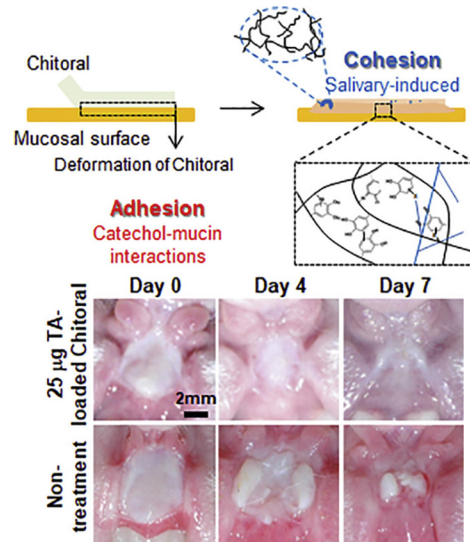 Chitoral
Cohesion
Salivary-induced
Mucosal surface
Deformation of Chitoral
Adhesion
Catechol-mucin
interactions
Day 0
Day 4
Day 7
25 μg TA-
loaded Chitoral
2mm
Non-
treatment